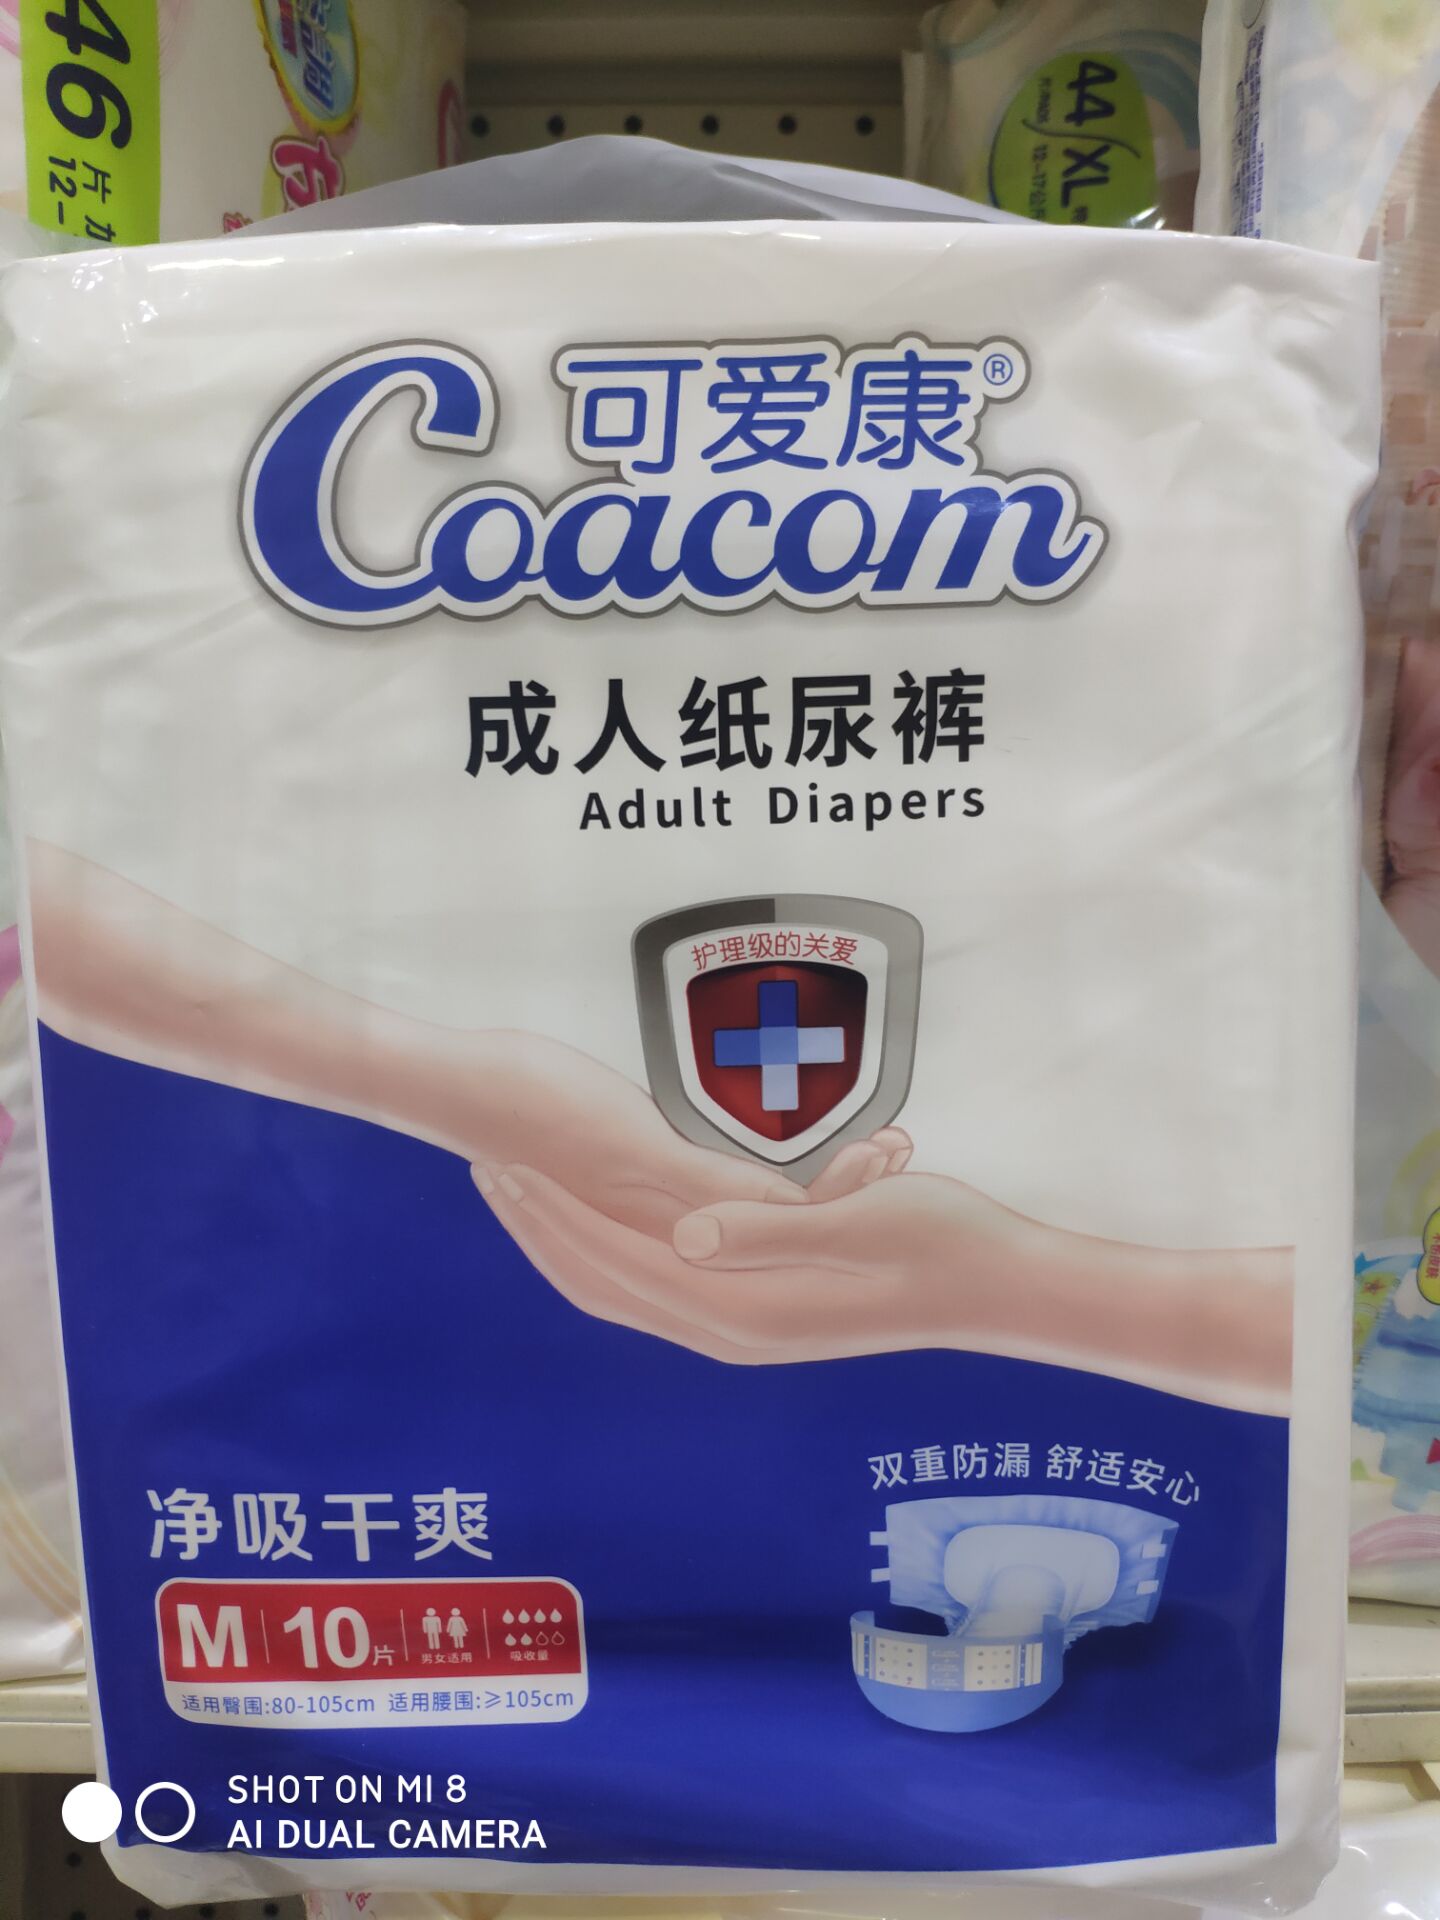 46
片
12-
44/XL
可爱康®
Coacom
成人纸尿裤
Adult Diapers
护理级的关爱
双重防漏 舒适安心
净吸干爽
M 10片 男女适用 吸收量
适用臀围:80-105cm 适用腰围:≥105cm
SHOT ON MI 8
AI DUAL CAMERA